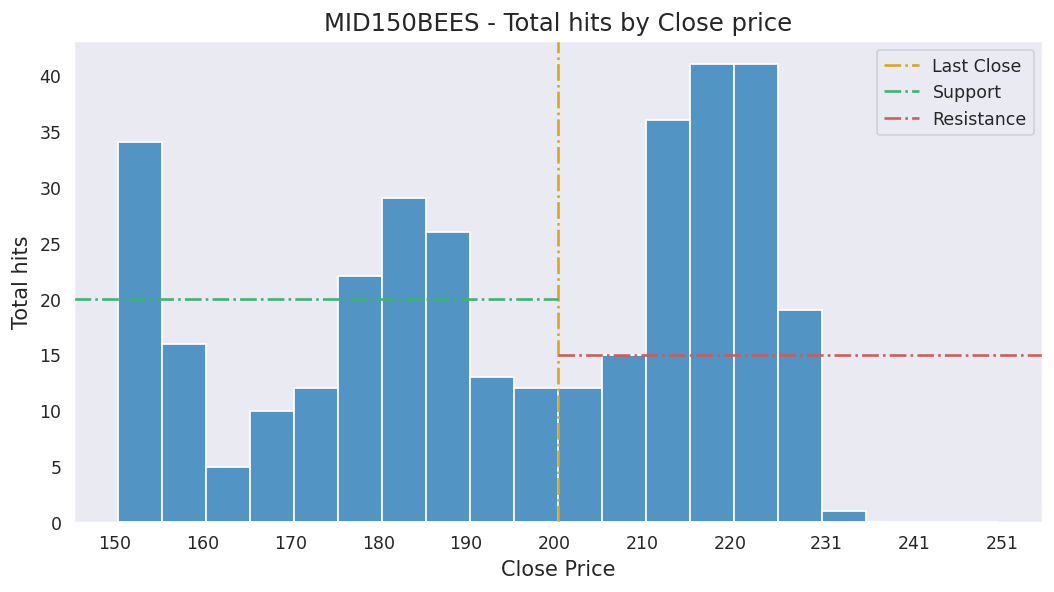 MID150BEES - Total hits by Close price
Last Close
Support
Resistance
Total hits
40
35
30
25
20
15
10
5
0
150 160 170 180 190 200 210 220 231 241 251
Close Price